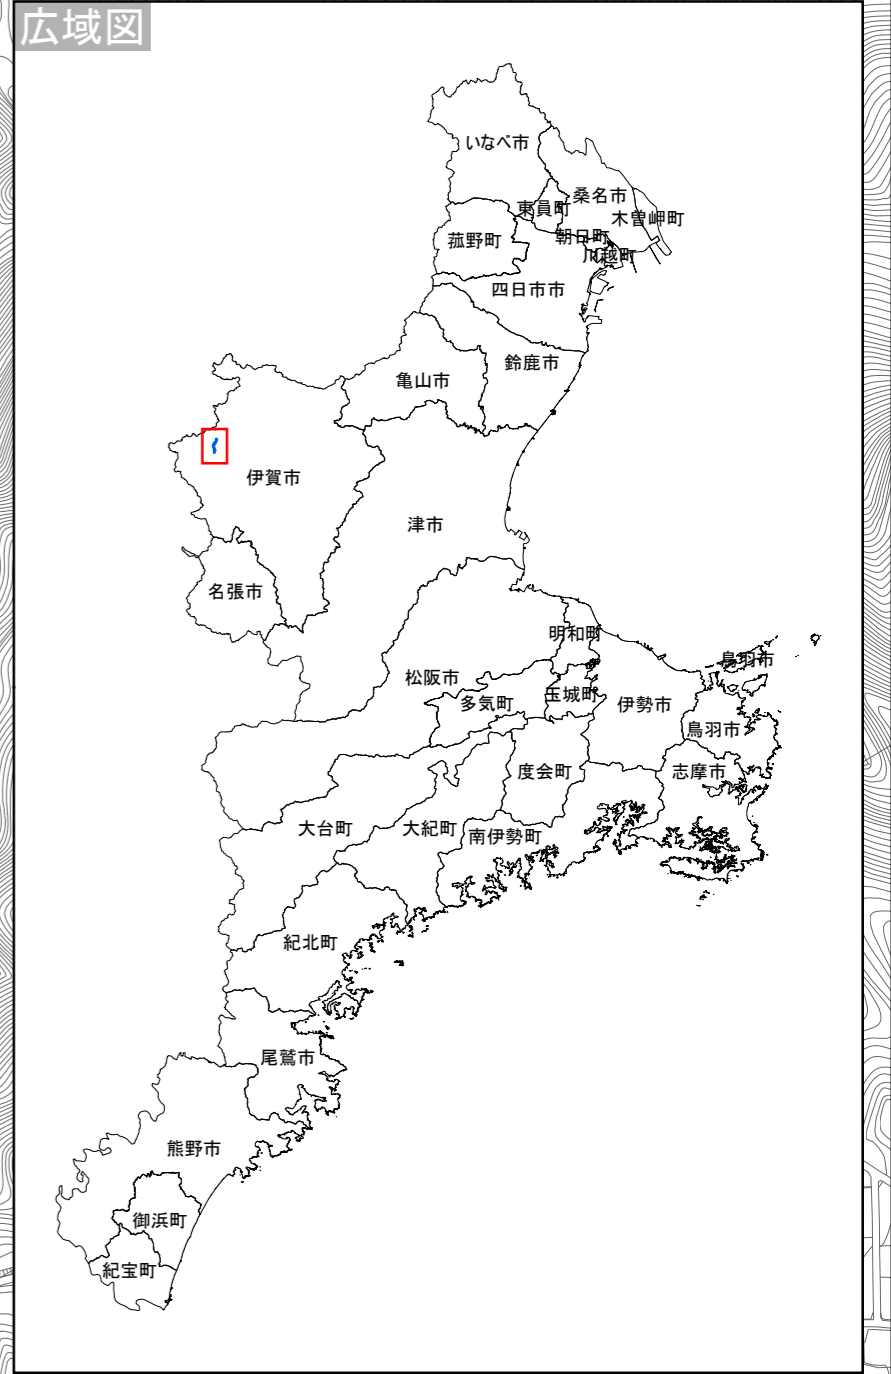 広域図
いなべ市
桑名市
東員町
木曽岬町
朝日町
菰野町
川越町
四日市市
鈴鹿市
亀山市
伊賀市
津市
名張市
明和町
鳥羽市
松阪市
玉城町
多気町
伊勢市
鳥羽市
度会町
志摩市
大台町
大紀町
南伊勢町
紀北町
尾鷲市
熊野市
御浜町
紀宝町